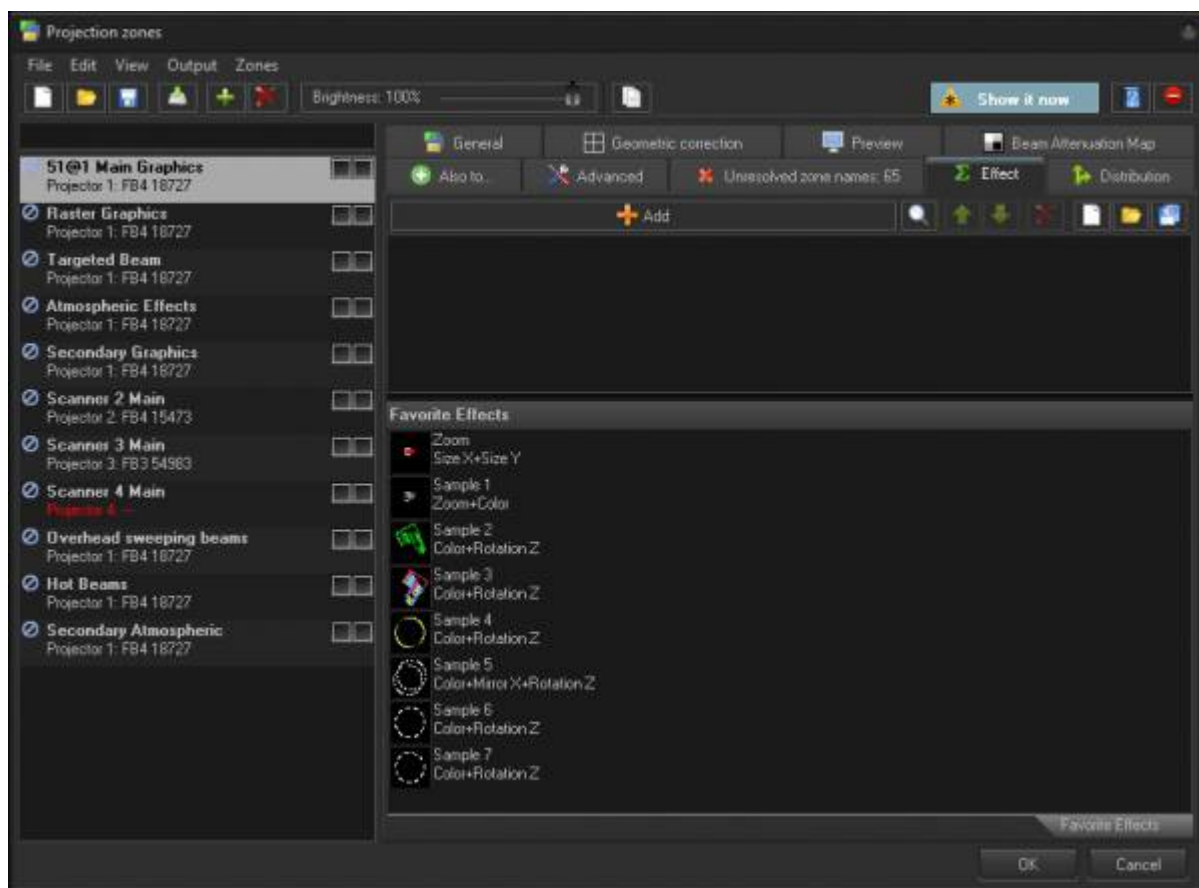 Projection zones
File Edit View Output Zones
Brightness: 100%
Show it now
General
Geometric correction
Preview
Beam Attenuation Map
51@1 Main Graphics
Projector 1: FB4 18727
Also to...
Advanced
Unresolved zone names: 65
Effect
Distribution
Raster Graphics
Projector 1: FB4 18727
Add
Targeted Beam
Projector 1: FB4 18727
Atmospheric Effects
Projector 1: FB4 18727
Secondary Graphics
Projector 1: FB4 18727
Scanner 2 Main
Projector 2: FB4 15473
Scanner 3 Main
Projector 3: FB3 54983
Scanner 4 Main
Projector 4: --
Overhead sweeping beams
Projector 1: FB4 18727
Hot Beams
Projector 1: FB4 18727
Secondary Atmospheric
Projector 1: FB4 18727
Favorite Effects
Zoom
Size X+Size Y
Sample 1
Zoom+Color
Sample 2
Color+Rotation Z
Sample 3
Color+Rotation Z
Sample 4
Color+Rotation Z
Sample 5
Color+Mirror X+Rotation Z
Sample 6
Color+Rotation Z
Sample 7
Color+Rotation Z
Favorite Effects
OK
Cancel